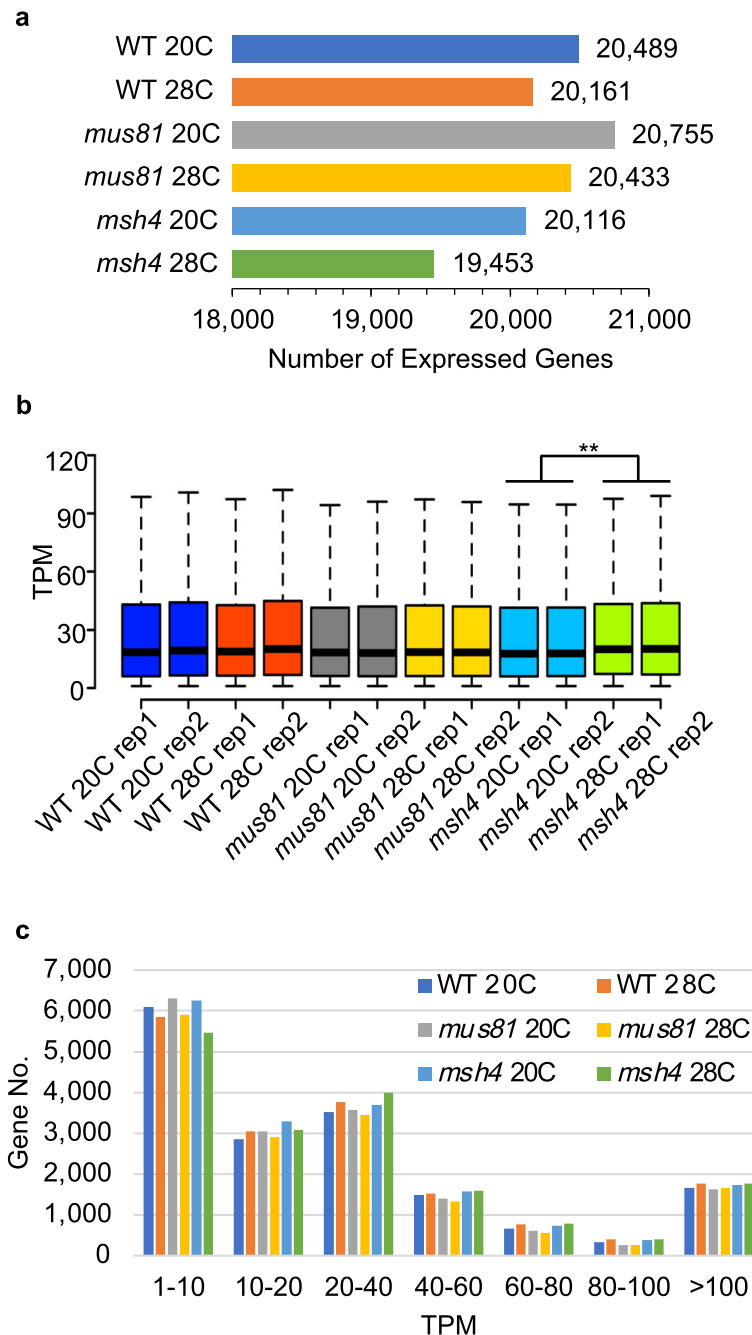 a
WT 20C 20,489
WT 28C 20,161
mus81 20C 20,755
mus81 28C 20,433
msh4 20C 20,116
msh4 28C 19,453
18,000 19,000 20,000 21,000
Number of Expressed Genes
b
**
TPM
120
90
60
30
0
WT 20C rep1
WT 20C rep2
WT 28C rep1
WT 28C rep2
mus81 20C rep1
mus81 20C rep2
mus81 28C rep1
mus81 28C rep2
msh4 20C rep1
msh4 20C rep2
msh4 28C rep1
msh4 28C rep2
c
Gene No.
7,000
6,000
5,000
4,000
3,000
2,000
1,000
0
WT 20C WT 28C
mus81 20C mus81 28C
msh4 20C msh4 28C
1-10 10-20 20-40 40-60 60-80 80-100 >100
TPM